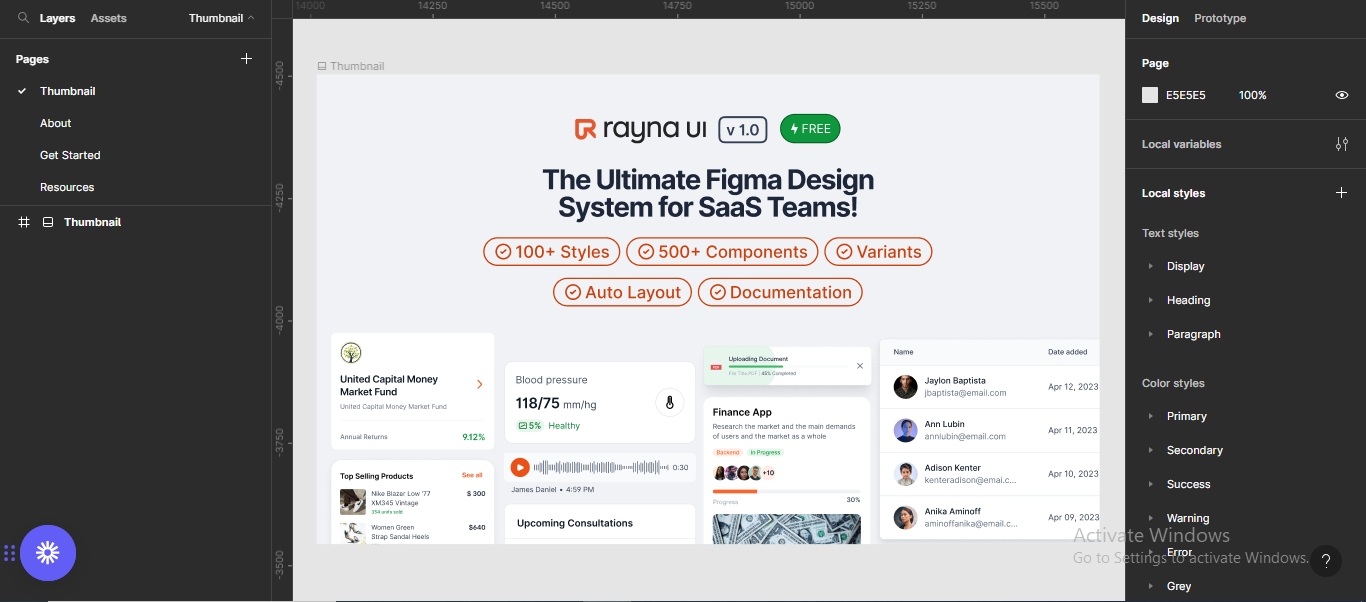 Layers
Assets
Thumbnail
Pages
Thumbnail
About
Get Started
Resources
Thumbnail
14000
14250
14500
14750
15000
15250
15500
-4500
-4250
-4000
-3750
-3500
Thumbnail
rayna ui
v 1.0
FREE
The Ultimate Figma Design
System for SaaS Teams!
100+ Styles
500+ Components
Variants
Auto Layout
Documentation
United Capital Money
Market Fund
United Capital Money Market Fund
Annual Returns
9.12%
Top Selling Products
See all
Nike Blazer Low '77
XM345 Vintage
354 units sold
$ 300
Women Green
Strap Sandal Heels
$640
Blood pressure
118/75 mm/hg
5%
Healthy
0:30
James Daniel • 4:59 PM
Upcoming Consultations
PDF
Uploading Document
File Title.PDF | 45% Completed
Finance App
Research the market and the main demands
of users and the market as a whole
Backend
In Progress
+10
Progress
30%
Name
Date added
Jaylon Baptista
jbaptista@email.com
Apr 12, 2023
Ann Lubin
annlubin@email.com
Apr 11, 2023
Adison Kenter
kenteradison@emai.c...
Apr 10, 2023
Anika Aminoff
aminoffanika@email.c...
Apr 09, 2023
Design
Prototype
Page
E5E5E5
100%
Local variables
Local styles
Text styles
Display
Heading
Paragraph
Color styles
Primary
Secondary
Success
Warning
Error
Grey
Activate Windows
Go to Settings to activate Windows.
?